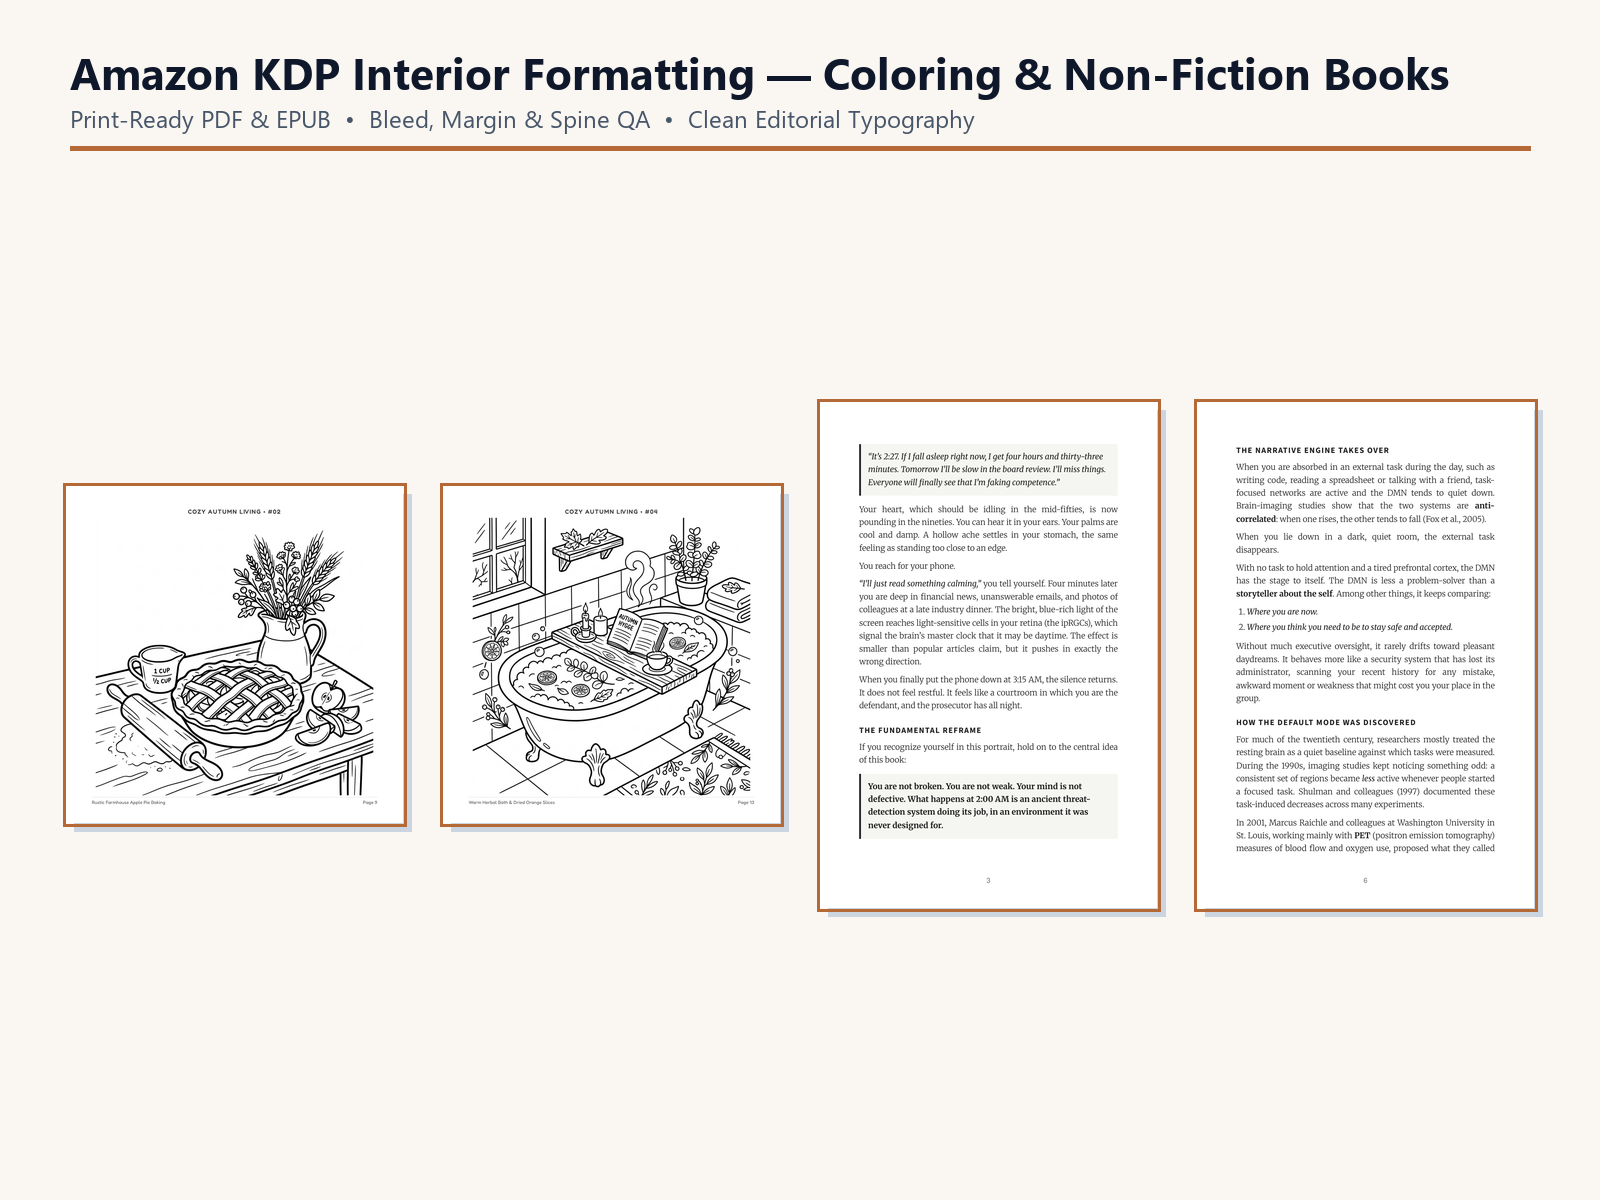 Amazon KDP Interior Formatting — Coloring & Non-Fiction Books
Print-Ready PDF & EPUB • Bleed, Margin & Spine QA • Clean Editorial Typography
COZY AUTUMN LIVING • #02
1 CUP
½ CUP
Rustic Farmhouse Apple Pie Baking
Page 9
COZY AUTUMN LIVING • #04
AUTUMN
HYGGE
Warm Herbal Bath & Dried Orange Slices
Page 13
“It’s 2:27. If I fall asleep right now, I get four hours and thirty-three
minutes. Tomorrow I’ll be slow in the board review. I’ll miss things.
Everyone will finally see that I’m faking competence.”
Your heart, which should be idling in the mid-fifties, is now
pounding in the nineties. You can hear it in your ears. Your palms are
cool and damp. A hollow ache settles in your stomach, the same
feeling as standing too close to an edge.
You reach for your phone.
“I’ll just read something calming,” you tell yourself. Four minutes later
you are deep in financial news, unanswerable emails, and photos of
colleagues at a late industry dinner. The bright, blue-rich light of the
screen reaches light-sensitive cells in your retina (the ipRGCs), which
signal the brain’s master clock that it may be daytime. The effect is
smaller than popular articles claim, but it pushes in exactly the
wrong direction.
When you finally put the phone down at 3:15 AM, the silence returns.
It does not feel restful. It feels like a courtroom in which you are the
defendant, and the prosecutor has all night.
THE FUNDAMENTAL REFRAME
If you recognize yourself in this portrait, hold on to the central idea
of this book:
You are not broken. You are not weak. Your mind is not
defective. What happens at 2:00 AM is an ancient threat-
detection system doing its job, in an environment it was
never designed for.
3
THE NARRATIVE ENGINE TAKES OVER
When you are absorbed in an external task during the day, such as
writing code, reading a spreadsheet or talking with a friend, task-
focused networks are active and the DMN tends to quiet down.
Brain-imaging studies show that the two systems are anti-
correlated: when one rises, the other tends to fall (Fox et al., 2005).
When you lie down in a dark, quiet room, the external task
disappears.
With no task to hold attention and a tired prefrontal cortex, the DMN
has the stage to itself. The DMN is less a problem-solver than a
storyteller about the self. Among other things, it keeps comparing:
1. Where you are now.
2. Where you think you need to be to stay safe and accepted.
Without much executive oversight, it rarely drifts toward pleasant
daydreams. It behaves more like a security system that has lost its
administrator, scanning your recent history for any mistake,
awkward moment or weakness that might cost you your place in the
group.
HOW THE DEFAULT MODE WAS DISCOVERED
For much of the twentieth century, researchers mostly treated the
resting brain as a quiet baseline against which tasks were measured.
During the 1990s, imaging studies kept noticing something odd: a
consistent set of regions became less active whenever people started
a focused task. Shulman and colleagues (1997) documented these
task-induced decreases across many experiments.
In 2001, Marcus Raichle and colleagues at Washington University in
St. Louis, working mainly with PET (positron emission tomography)
measures of blood flow and oxygen use, proposed what they called
6